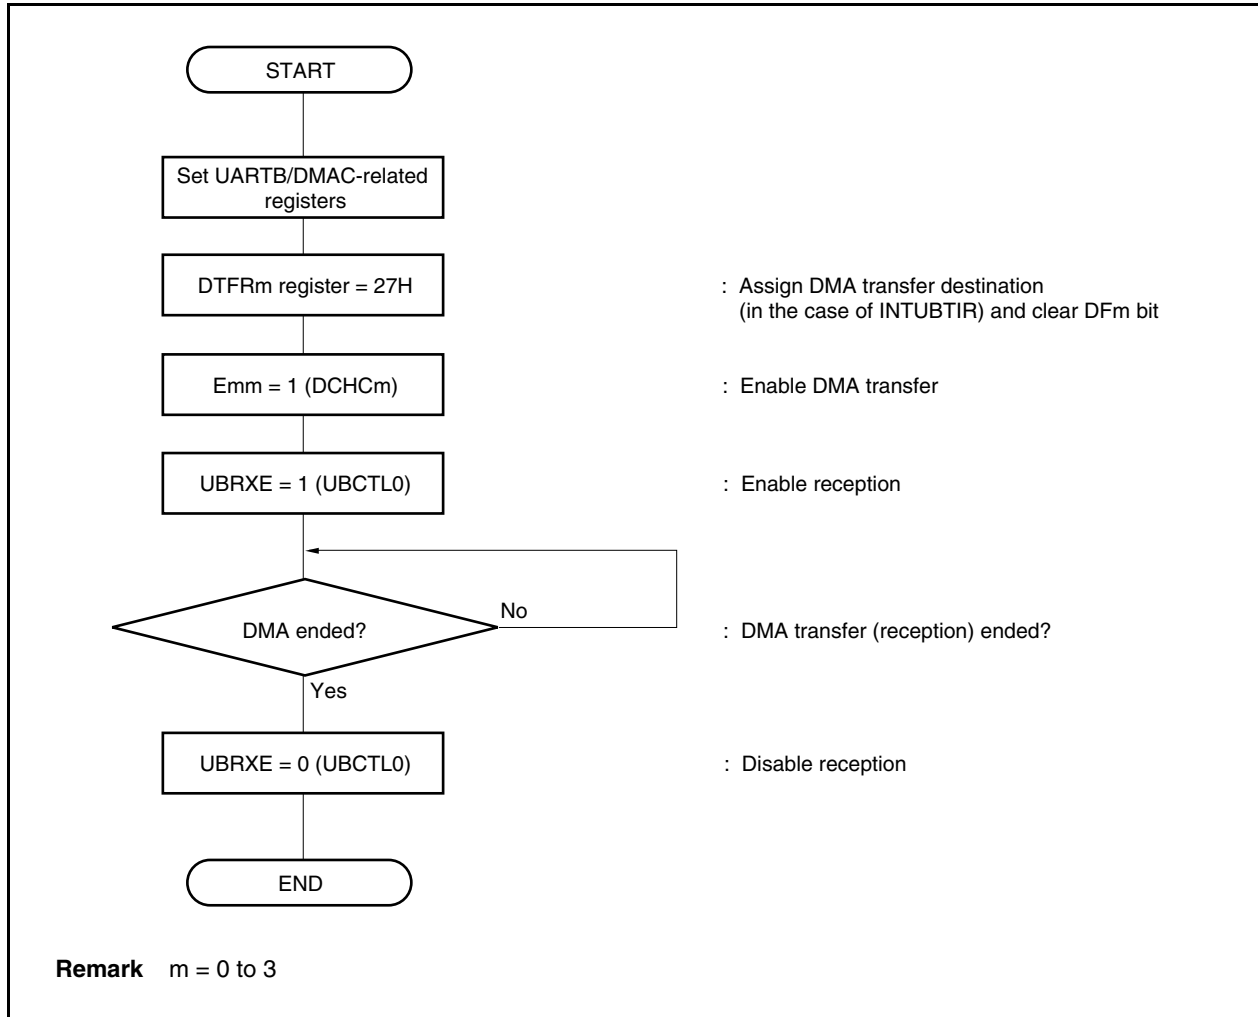 START
Set UARTB/DMAC-related
registers
DTFRm register = 27H
: Assign DMA transfer destination
(in the case of INTUBTIR) and clear DFm bit
Emm = 1 (DCHCm)
: Enable DMA transfer
UBRXE = 1 (UBCTL0)
: Enable reception
No
DMA ended?
: DMA transfer (reception) ended?
Yes
UBRXE = 0 (UBCTL0)
: Disable reception
END
Remark m = 0 to 3